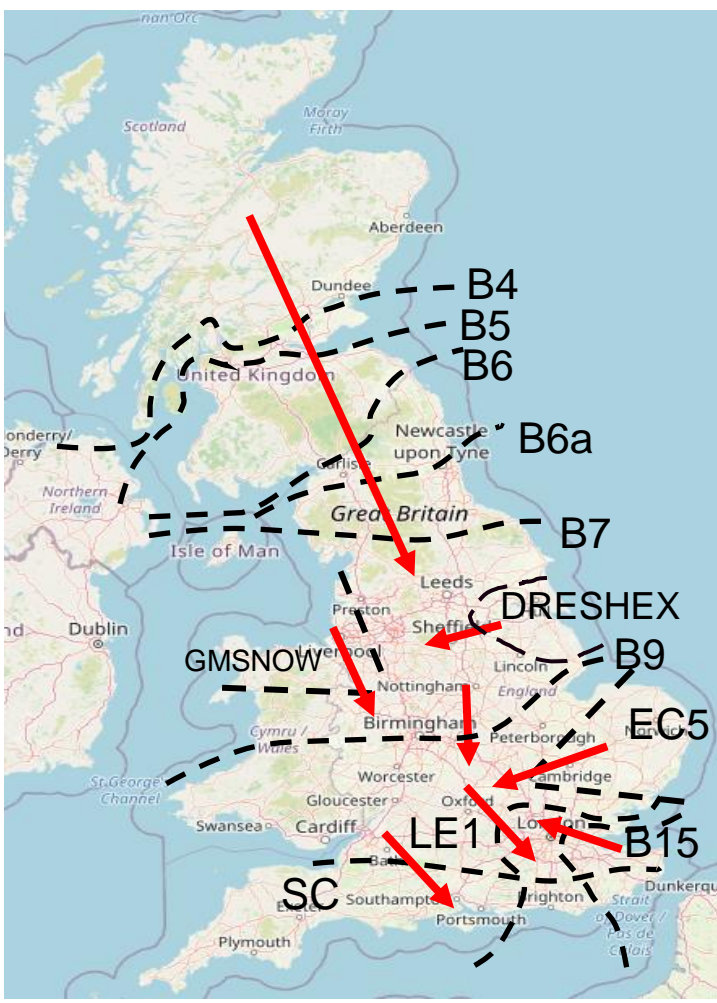 nan'Orc
Moray
Firth
Scotland
Aberdeen
Dundee
B4
B5
United Kingdom
B6
onderry/
Derry
Newcastle
upon Tyne
B6a
Carlisle
Northern
Ireland
Great Britain
Isle of Man
B7
Leeds
Preston
DRESHEX
Sheffield
nd
Dublin
Liverpool
GMSNOW
Lincoln
B9
Nottingham
England
Birmingham
Peterborough
EC5
Norwich
Cymru /
Wales
St George's
Channel
Worcester
Cambridge
Gloucester
Oxford
Swansea
Cardiff
LE1
London
B15
Bath
SC
Exeter
Southampton
Brighton
Portsmouth
Dunkerqu
Strait
of Dover /
Pas de
Calais
Plymouth